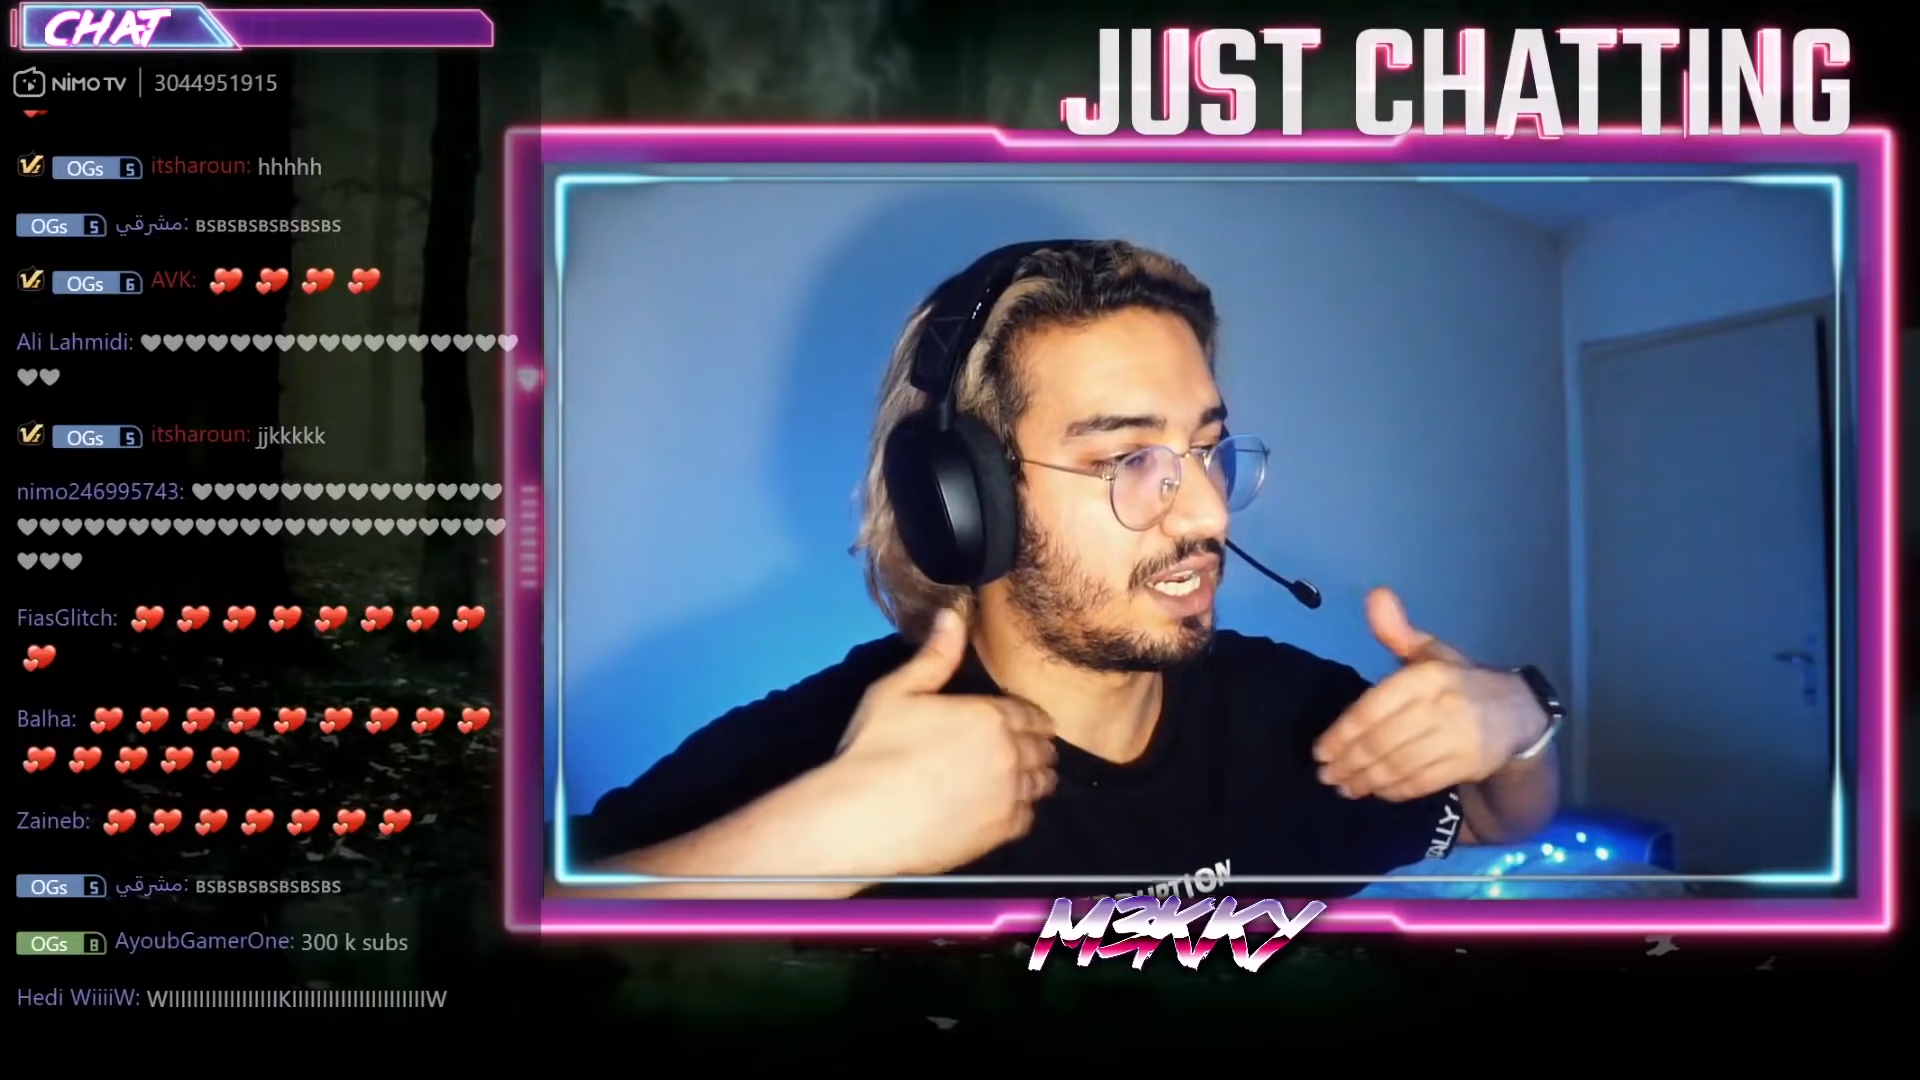 CHAT
JUST CHATTING
NIMO TV | 3044951915
OGs 5 itsharoun: hhhhh
OGs 5 مشرقي: BSBSBSBSBSBSBS
OGs 6 AVK: 💕 💕 💕 💕
Ali Lahmidi: ♥♥♥♥♥♥♥♥♥♥♥♥♥♥♥♥♥
♥♥
OGs 5 itsharoun: jjkkkkk
nimo246995743: ♥♥♥♥♥♥♥♥♥♥♥♥♥♥
♥♥♥♥♥♥♥♥♥♥♥♥♥♥♥♥♥♥♥♥♥♥
♥♥♥
FiasGlitch: 💕 💕 💕 💕 💕 💕 💕 💕
💕
Balha: 💕 💕 💕 💕 💕 💕 💕 💕 💕
💕 💕 💕 💕 💕
Zaineb: 💕 💕 💕 💕 💕 💕 💕
OGs 5 مشرقي: BSBSBSBSBSBSBS
OGs 8 AyoubGamerOne: 300 k subs
Hedi WiiiiW: WIIIIIIIIIIIIIIIIIIKIIIIIIIIIIIIIIIIIIIIIIW
M3KKY